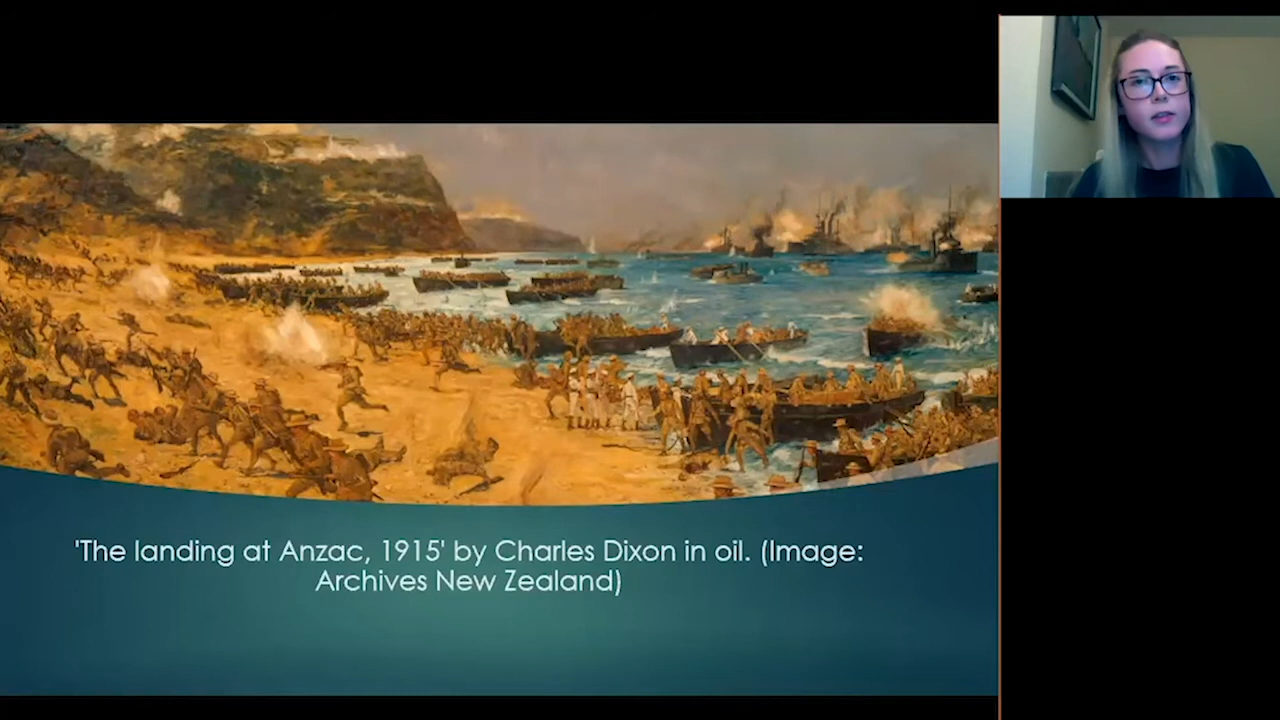 'The landing at Anzac, 1915' by Charles Dixon in oil. (Image:
Archives New Zealand)